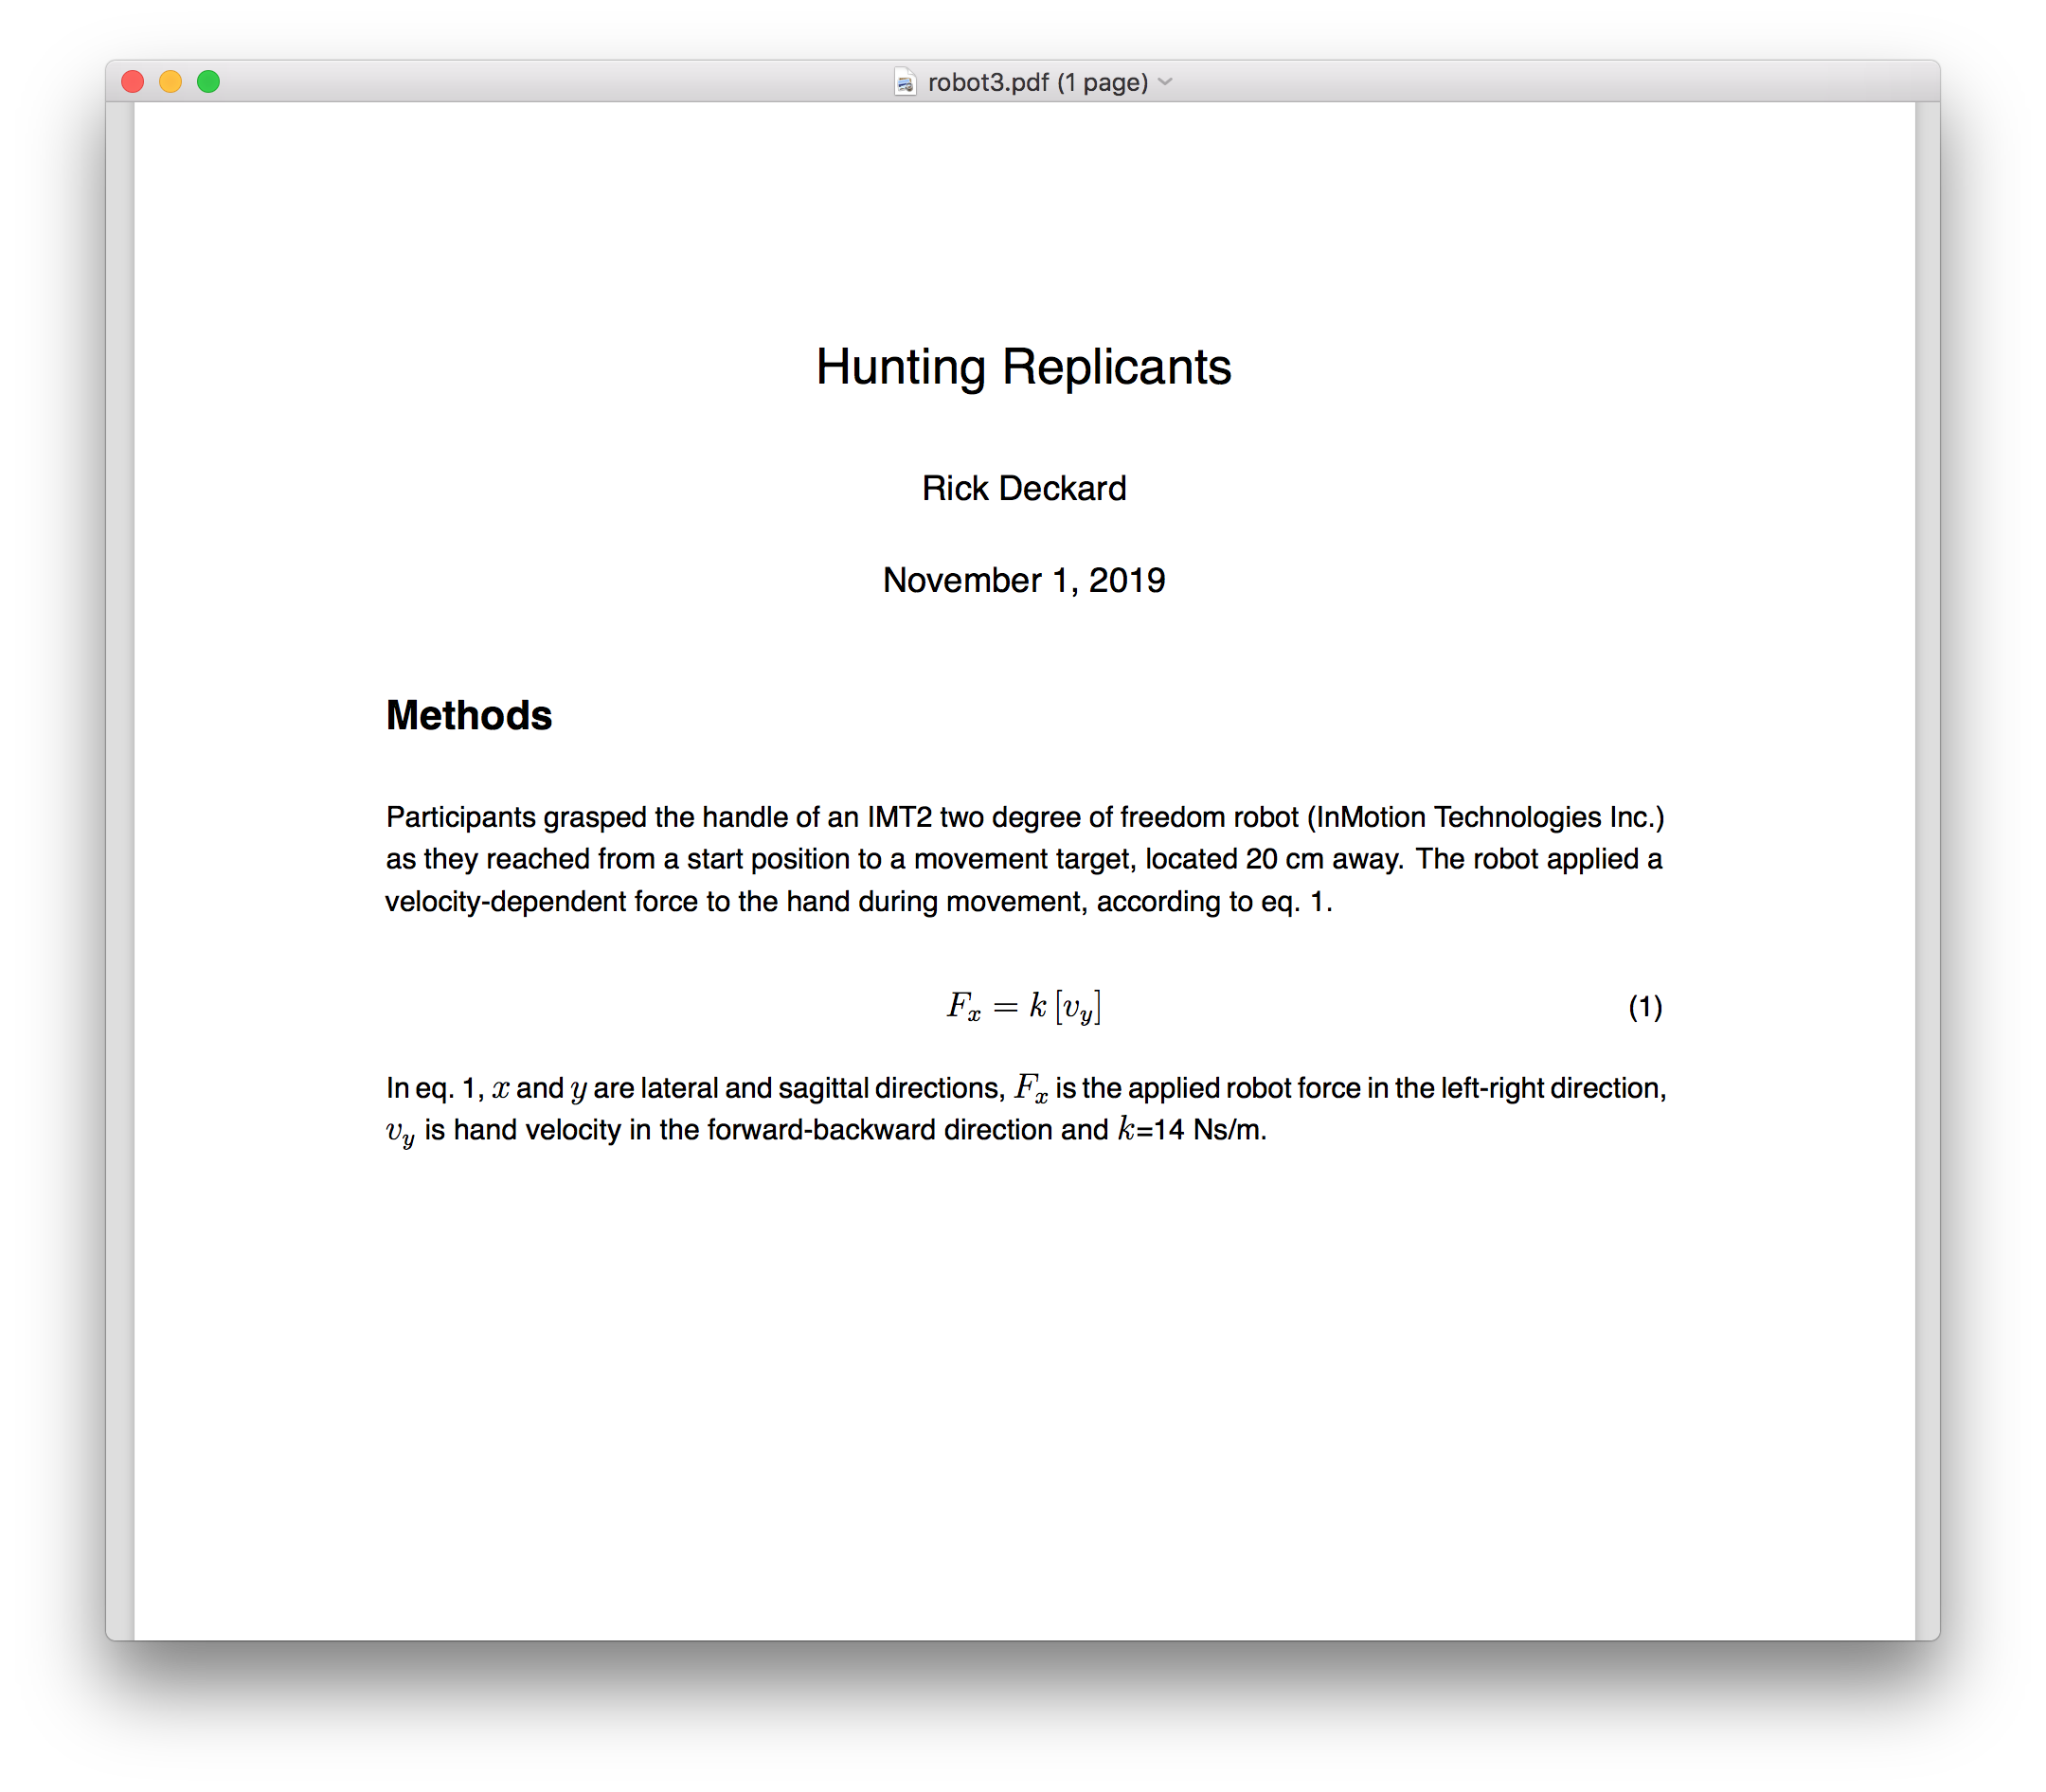 robot3.pdf (1 page)
Hunting Replicants
Rick Deckard
November 1, 2019
Methods
Participants grasped the handle of an IMT2 two degree of freedom robot (InMotion Technologies Inc.)
as they reached from a start position to a movement target, located 20 cm away. The robot applied a
velocity-dependent force to the hand during movement, according to eq. 1.
F_x = k [v_y] (1)
In eq. 1, x and y are lateral and sagittal directions, F_x is the applied robot force in the left-right direction,
v_y is hand velocity in the forward-backward direction and k=14 Ns/m.